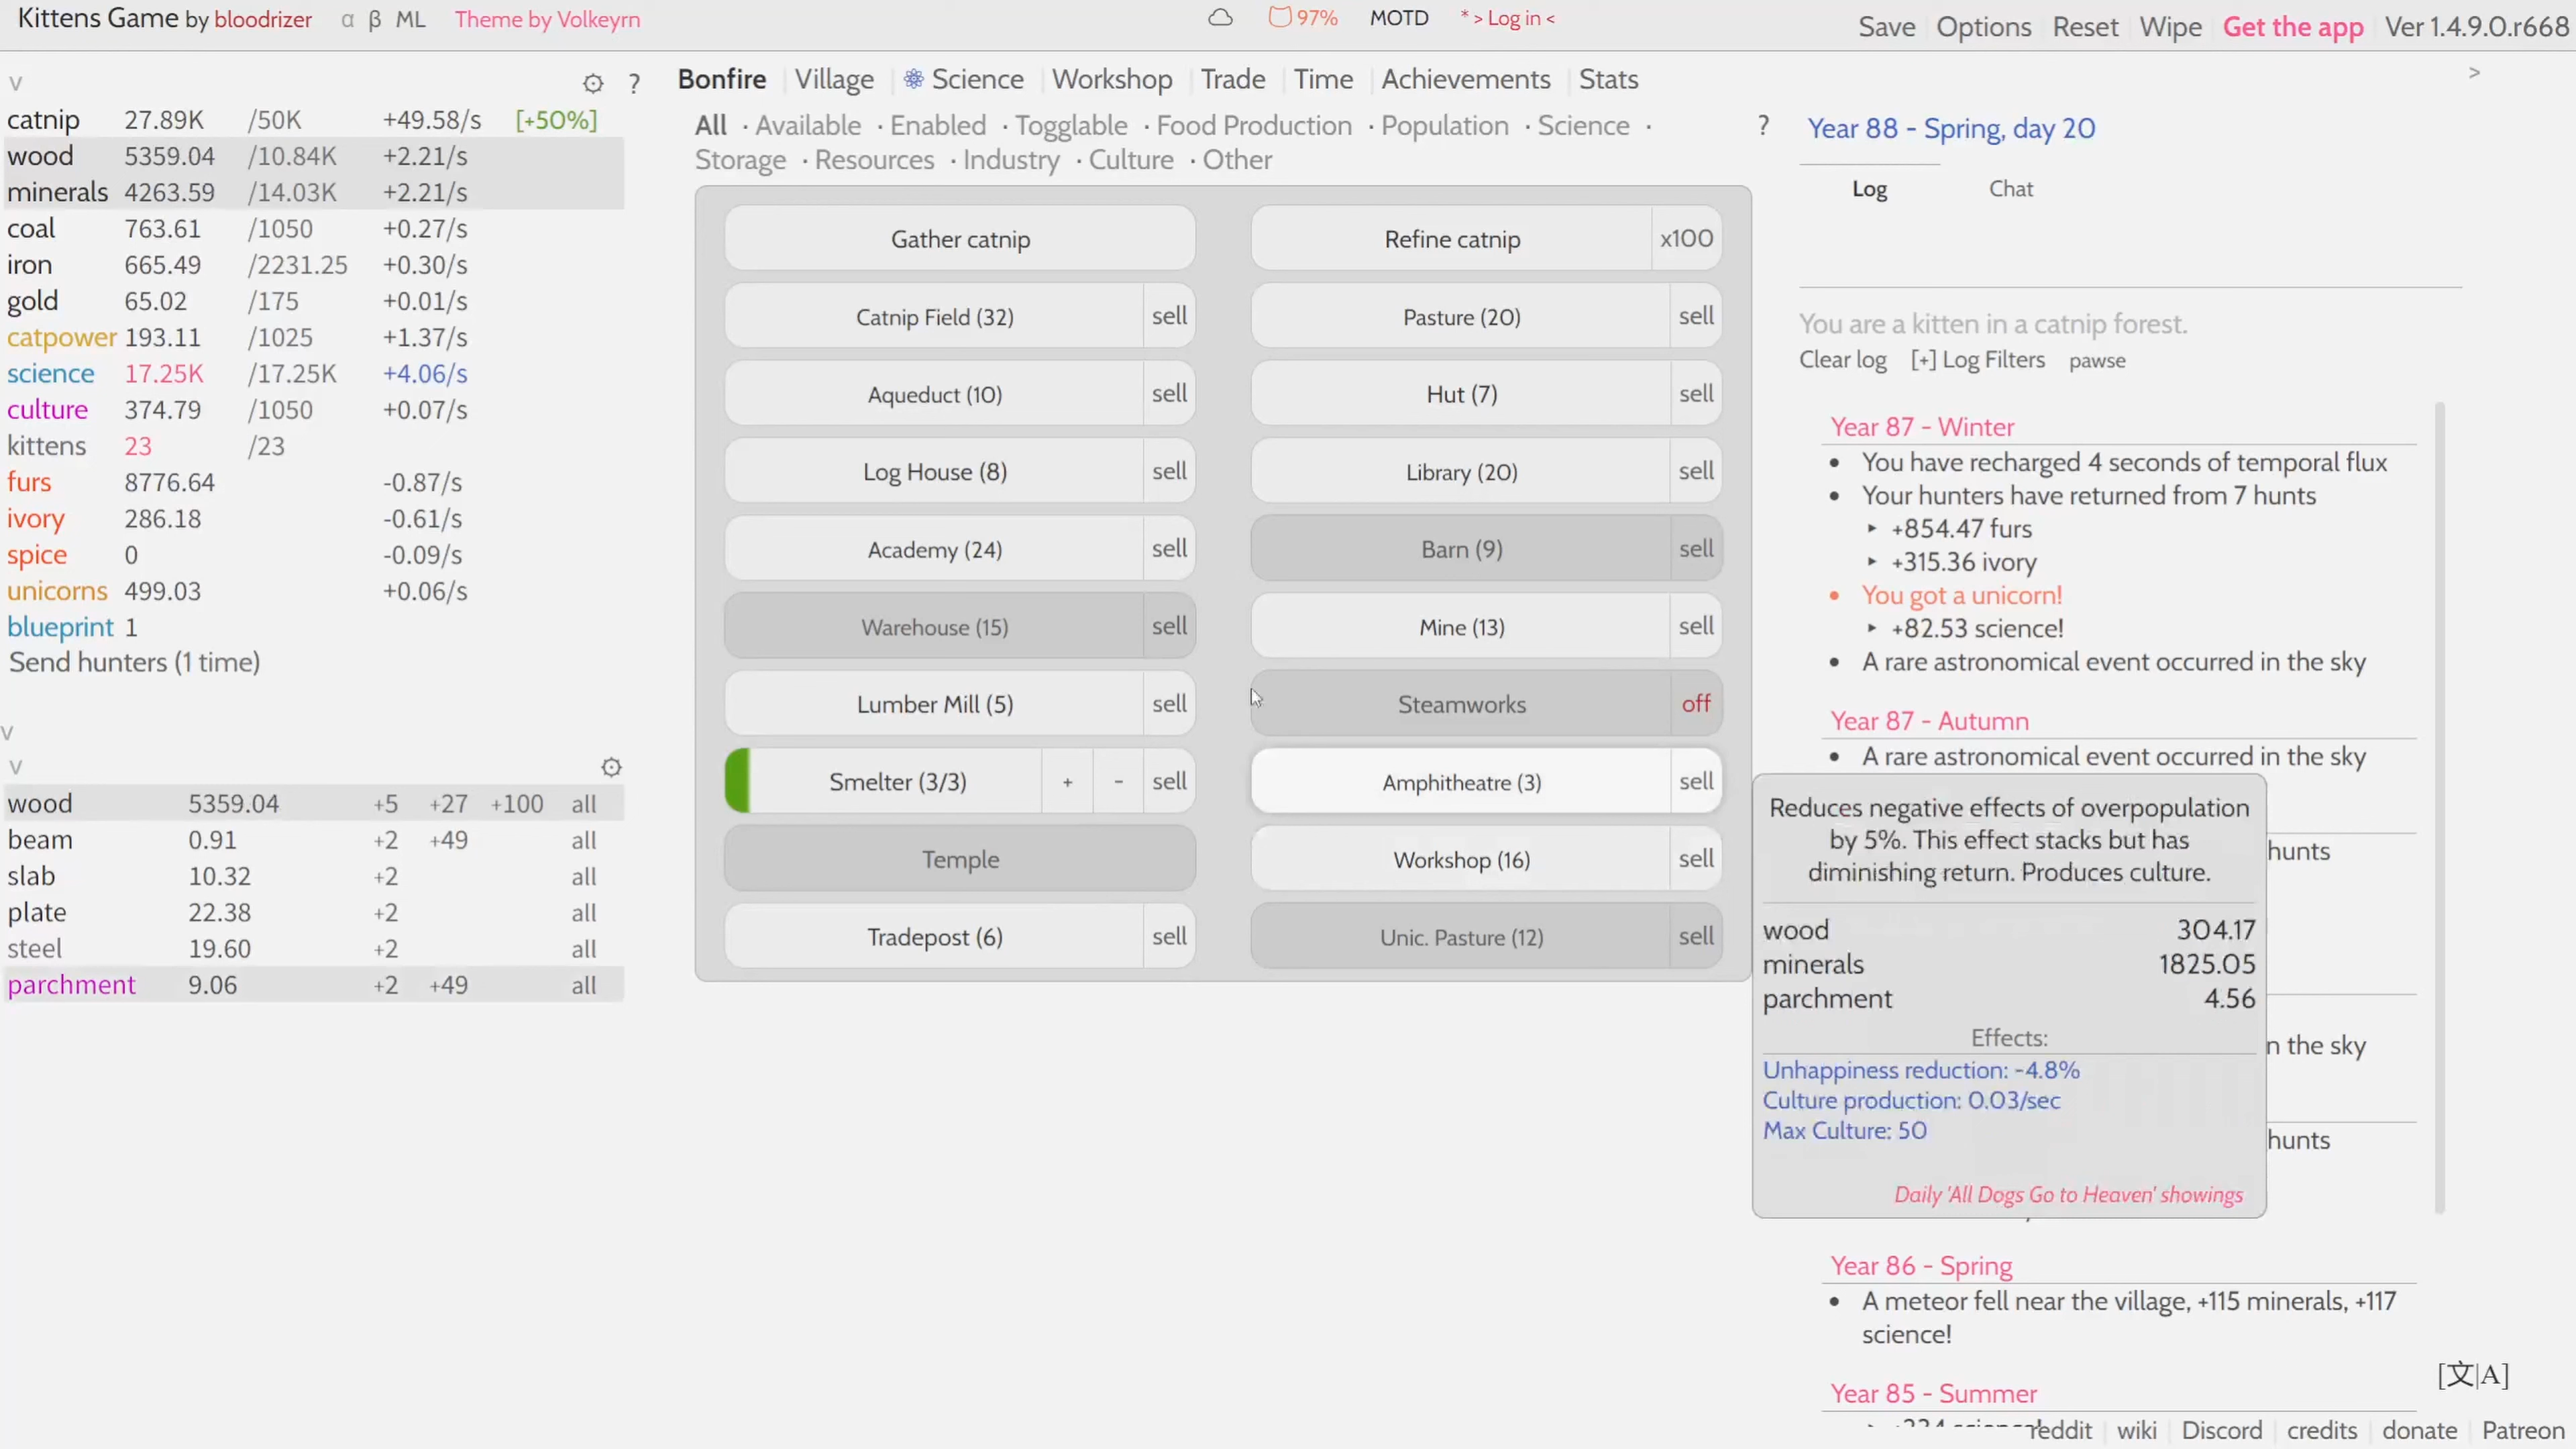 Kittens Game by bloodrizer α β ML Theme by Volkeyrn 97% MOTD * > Log in < Save Options Reset Wipe Get the app Ver 1.4.9.0.r668
v ?
catnip 27.89K /50K +49.58/s [+50%]
wood 5359.04 /10.84K +2.21/s
minerals 4263.59 /14.03K +2.21/s
coal 763.61 /1050 +0.27/s
iron 665.49 /2231.25 +0.30/s
gold 65.02 /175 +0.01/s
catpower 193.11 /1025 +1.37/s
science 17.25K /17.25K +4.06/s
culture 374.79 /1050 +0.07/s
kittens 23 /23
furs 8776.64 -0.87/s
ivory 286.18 -0.61/s
spice 0 -0.09/s
unicorns 499.03 +0.06/s
blueprint 1
Send hunters (1 time)
v
v
wood 5359.04 +5 +27 +100 all
beam 0.91 +2 +49 all
slab 10.32 +2 all
plate 22.38 +2 all
steel 19.60 +2 all
parchment 9.06 +2 +49 all
Bonfire Village Science Workshop Trade Time Achievements Stats
All · Available · Enabled · Togglable · Food Production · Population · Science ·
Storage · Resources · Industry · Culture · Other
?
Gather catnip Refine catnip x100
Catnip Field (32) sell Pasture (20) sell
Aqueduct (10) sell Hut (7) sell
Log House (8) sell Library (20) sell
Academy (24) sell Barn (9) sell
Warehouse (15) sell Mine (13) sell
Lumber Mill (5) sell Steamworks off
Smelter (3/3) + - sell Amphitheatre (3) sell
Temple Workshop (16) sell
Tradepost (6) sell Unic. Pasture (12) sell
>
Year 88 - Spring, day 20
Log Chat
You are a kitten in a catnip forest.
Clear log [+] Log Filters pawse
Year 87 - Winter
• You have recharged 4 seconds of temporal flux
• Your hunters have returned from 7 hunts
‣ +854.47 furs
‣ +315.36 ivory
• You got a unicorn!
‣ +82.53 science!
• A rare astronomical event occurred in the sky
Year 87 - Autumn
• A rare astronomical event occurred in the sky
Reduces negative effects of overpopulation
by 5%. This effect stacks but has
diminishing return. Produces culture.
wood 304.17
minerals 1825.05
parchment 4.56
Effects:
Unhappiness reduction: -4.8%
Culture production: 0.03/sec
Max Culture: 50
Daily 'All Dogs Go to Heaven' showings
hunts
n the sky
hunts
Year 86 - Spring
• A meteor fell near the village, +115 minerals, +117
science!
Year 85 - Summer
[文|A]
reddit wiki Discord credits donate Patreon